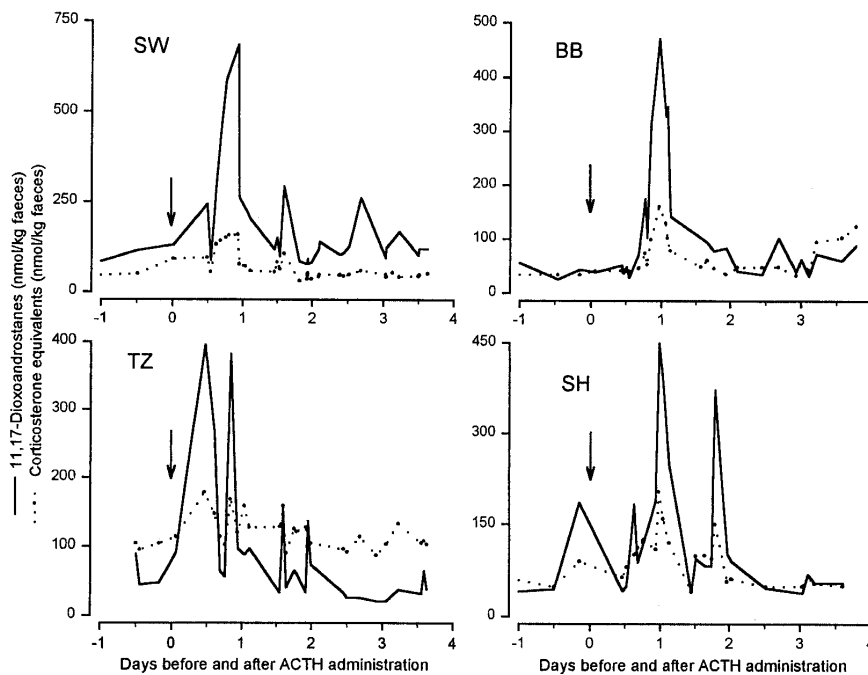 11,17-Dioxoandrostanes (nmol/kg faeces)
Corticosterone equivalents (nmol/kg faeces)
SW
750
500
250
0
-1 0 1 2 3 4
BB
500
400
300
200
100
0
-1 0 1 2 3 4
TZ
400
300
200
100
0
-1 0 1 2 3 4
Days before and after ACTH administration
SH
450
300
150
0
-1 0 1 2 3 4
Days before and after ACTH administration